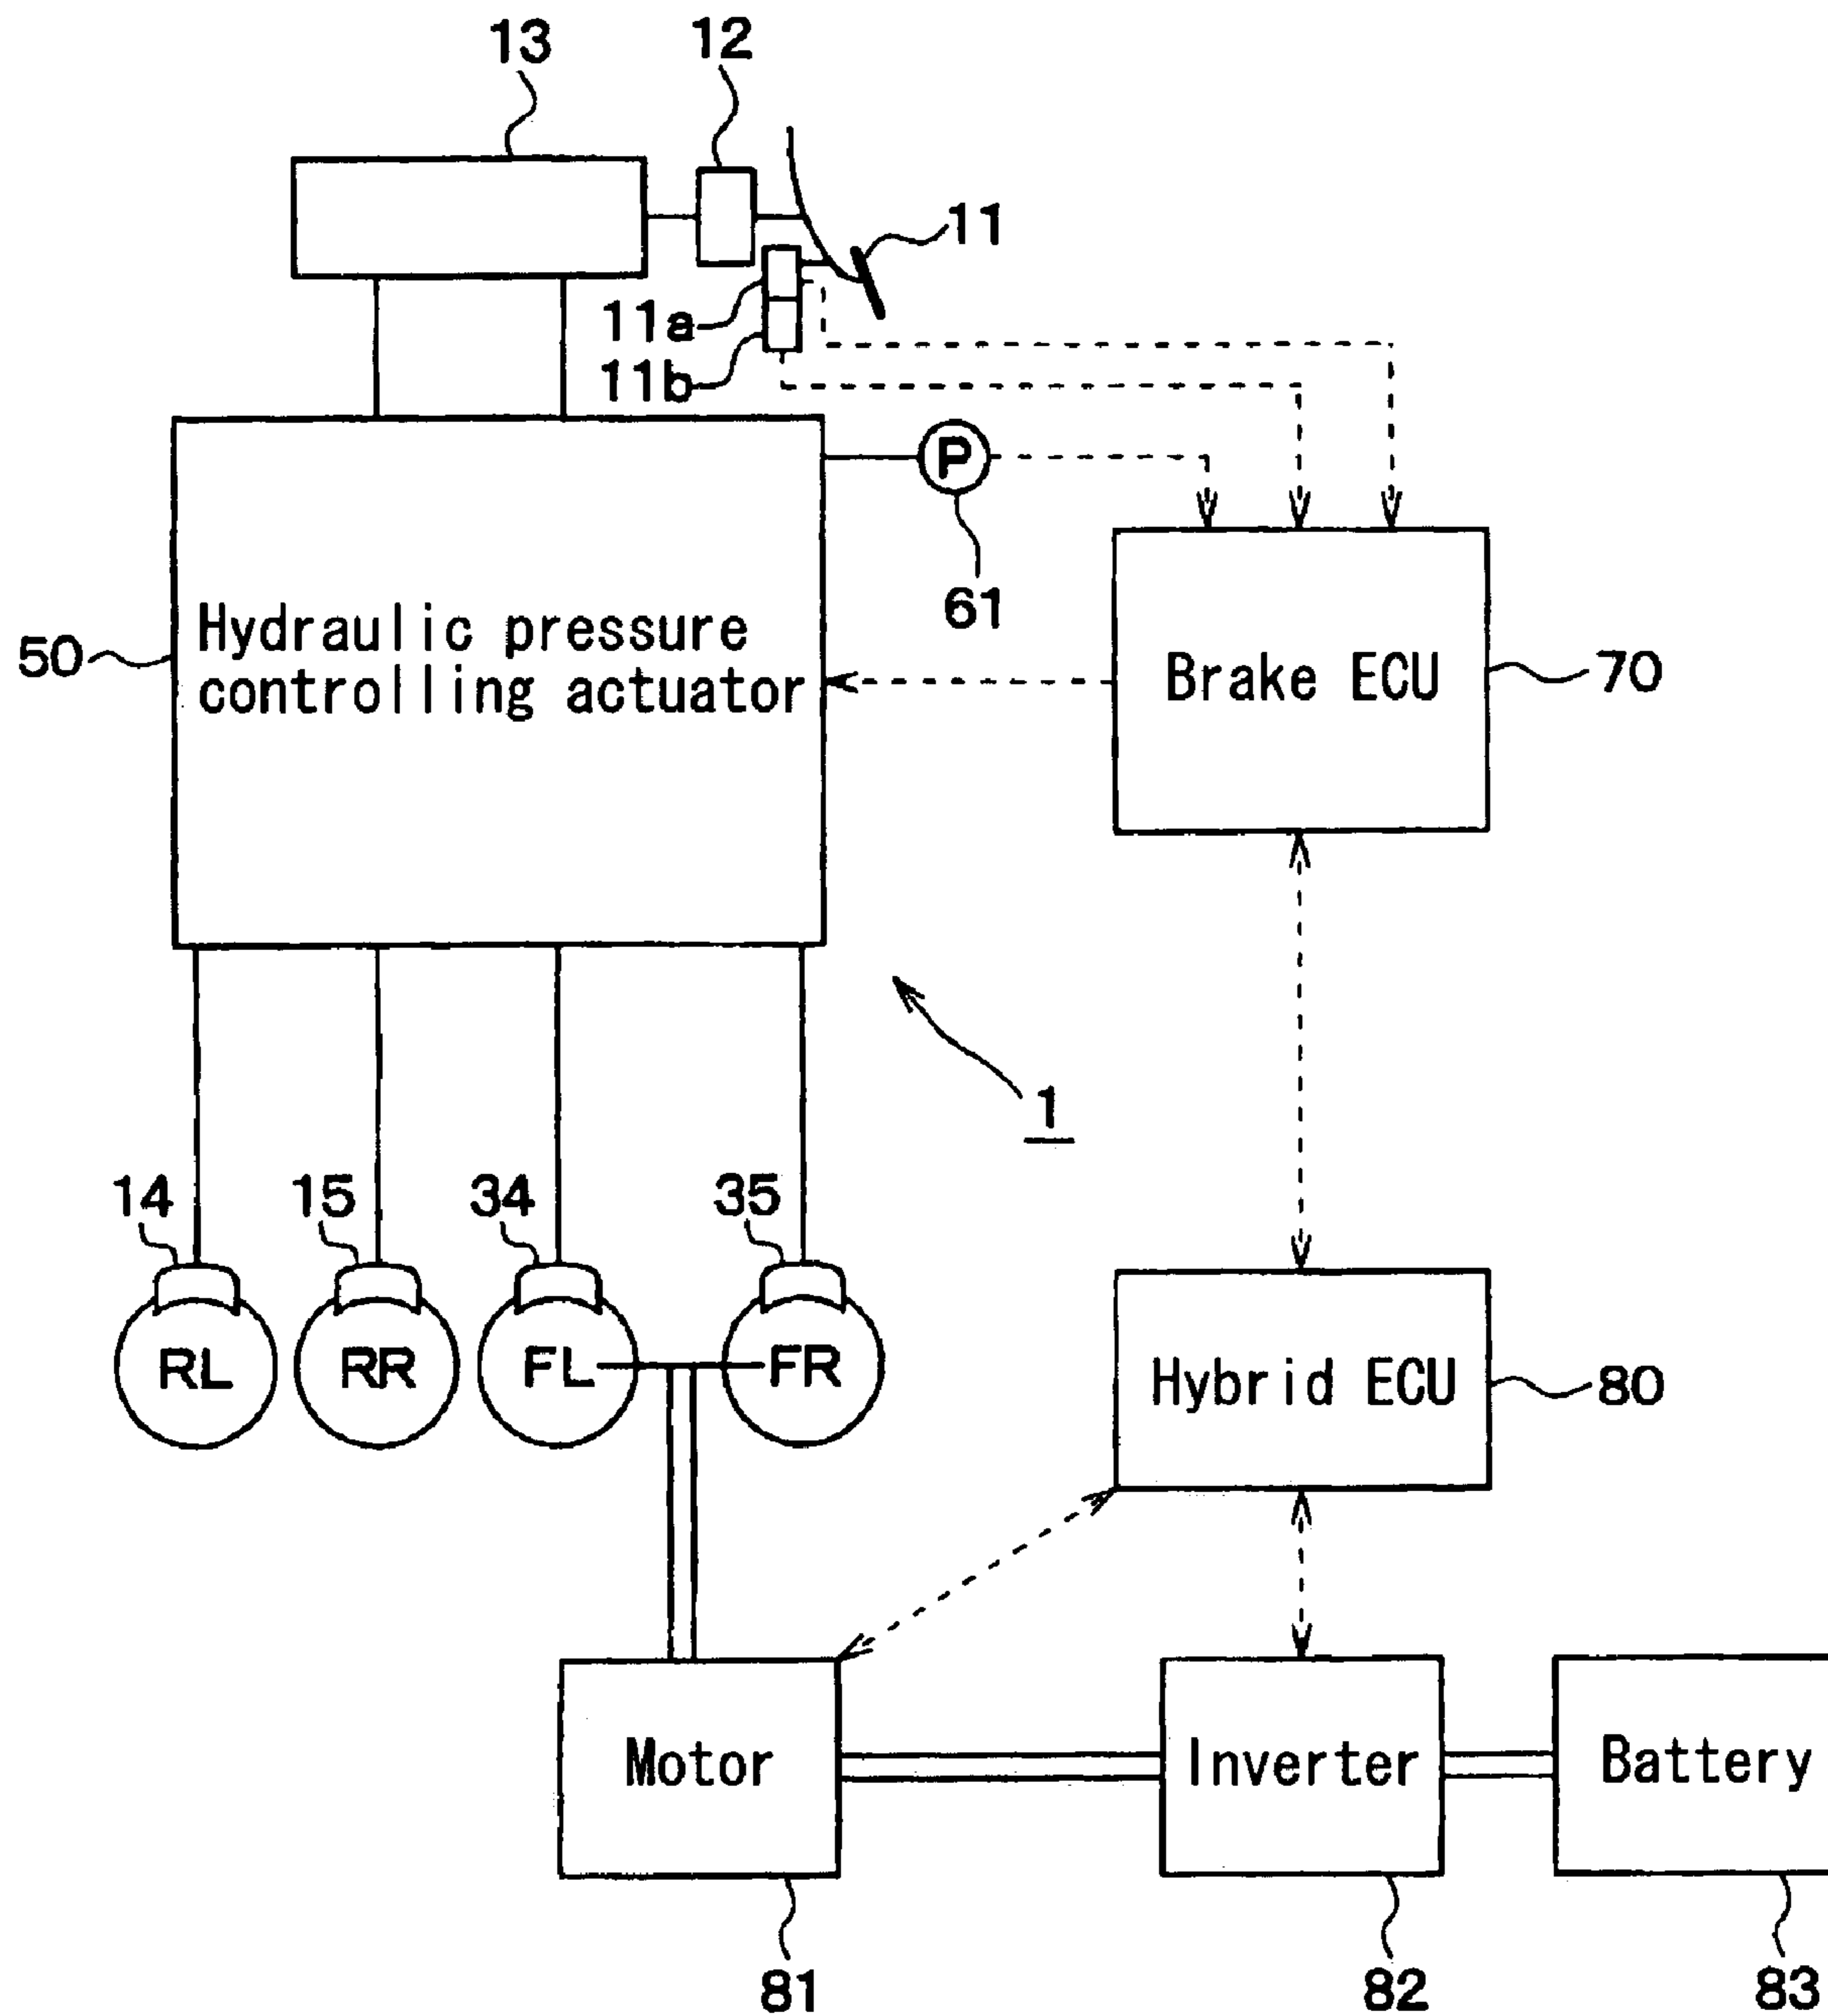 13
12
11
11a
11b
P
61
50
Hydraulic pressure
controlling actuator
Brake ECU
70
1
14
15
34
35
RL
RR
FL
FR
Hybrid ECU
80
Motor
Inverter
Battery
81
82
83